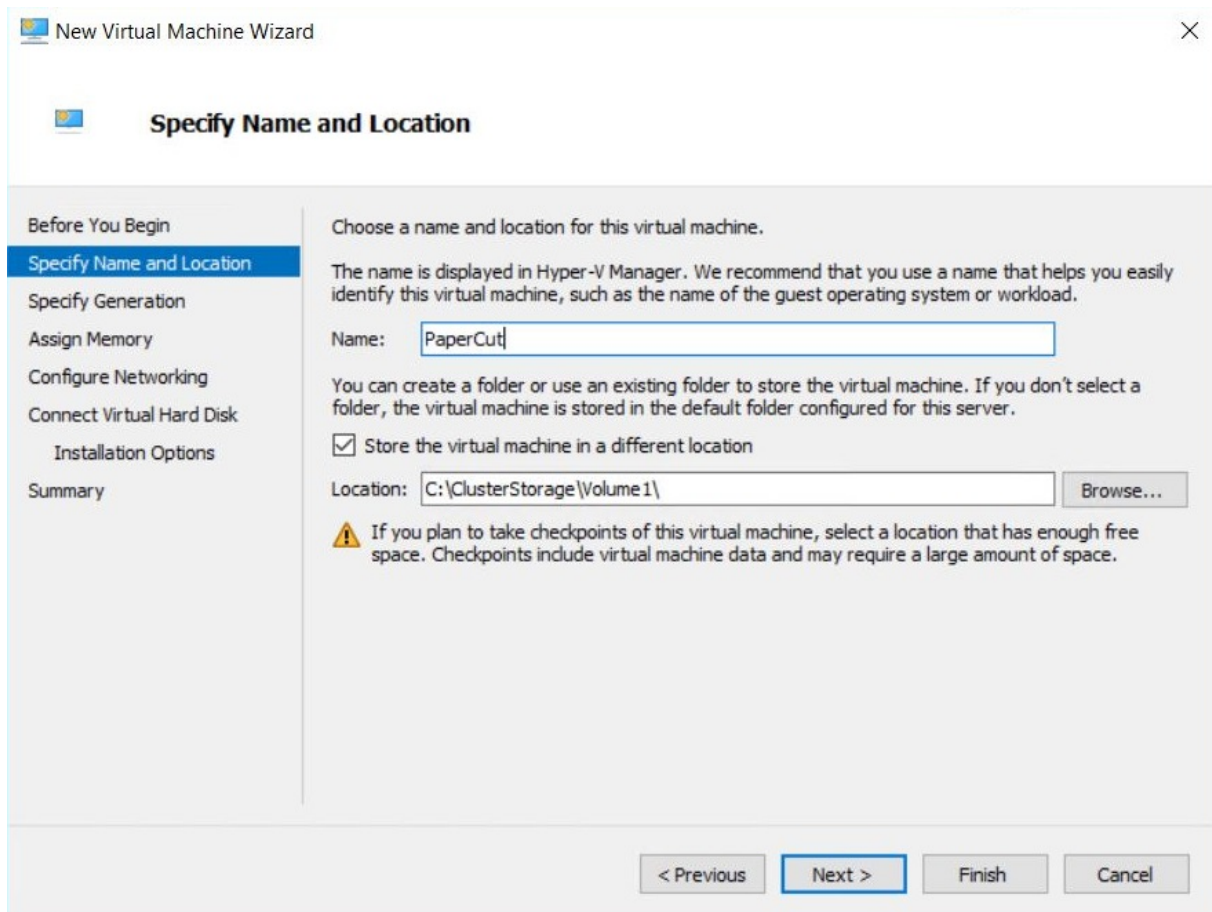 New Virtual Machine Wizard
Specify Name and Location
Before You Begin
Specify Name and Location
Specify Generation
Assign Memory
Configure Networking
Connect Virtual Hard Disk
Installation Options
Summary
Choose a name and location for this virtual machine.
The name is displayed in Hyper-V Manager. We recommend that you use a name that helps you easily
identify this virtual machine, such as the name of the guest operating system or workload.
Name: PaperCut
You can create a folder or use an existing folder to store the virtual machine. If you don't select a
folder, the virtual machine is stored in the default folder configured for this server.
Store the virtual machine in a different location
Location: C:\ClusterStorage\Volume1\ Browse...
If you plan to take checkpoints of this virtual machine, select a location that has enough free
space. Checkpoints include virtual machine data and may require a large amount of space.
< Previous Next > Finish Cancel